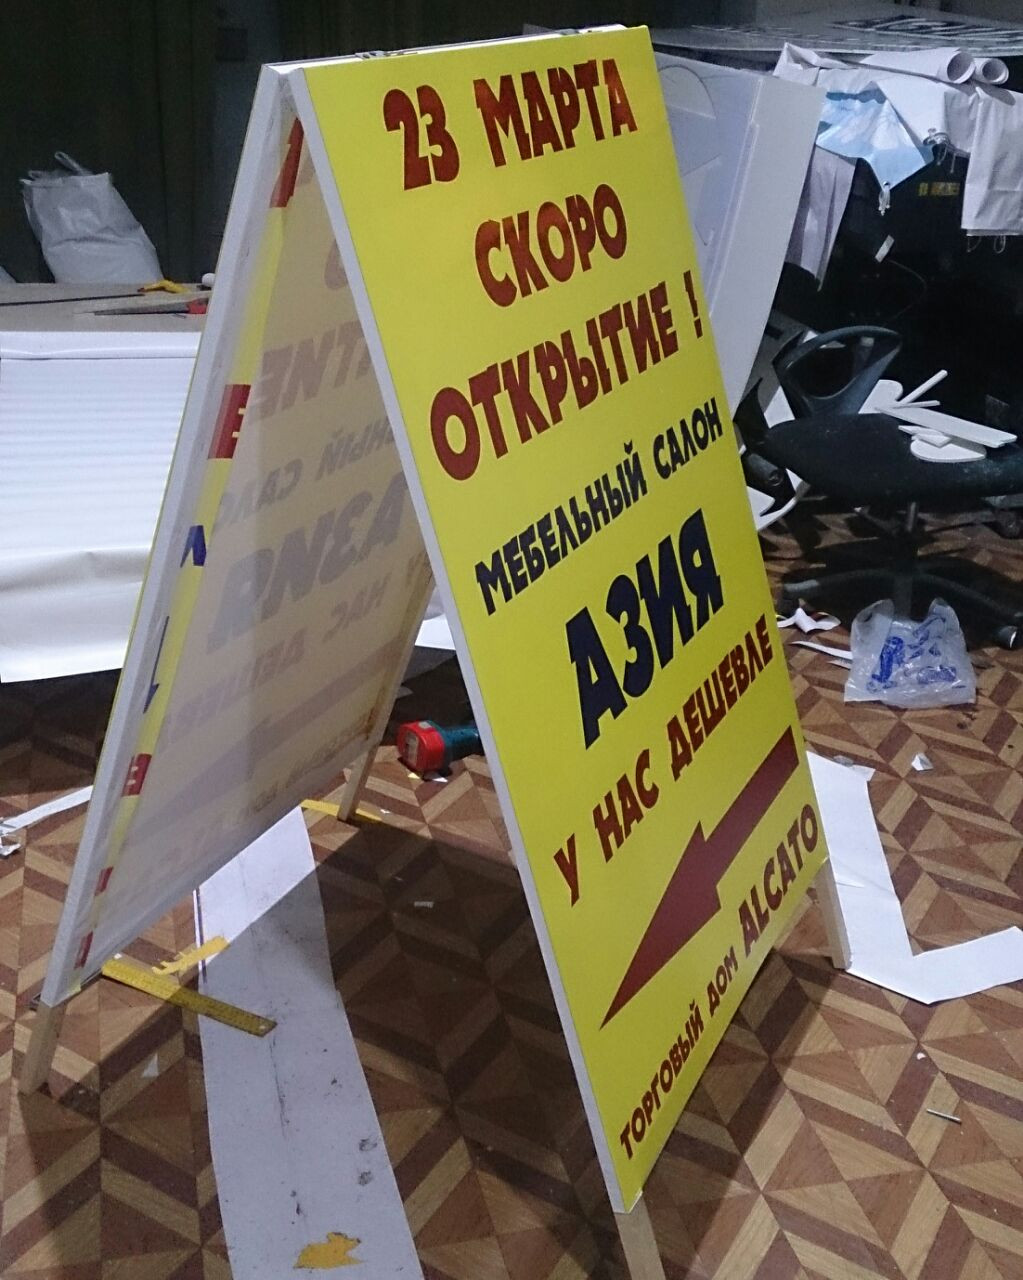 23 МАРТА
СКОРО
ОТКРЫТИЕ !
МЕБЕЛЬНЫЙ САЛОН
АЗИЯ
У НАС ДЕШЕВЛЕ
ТОРГОВЫЙ ДОМ ALCATO